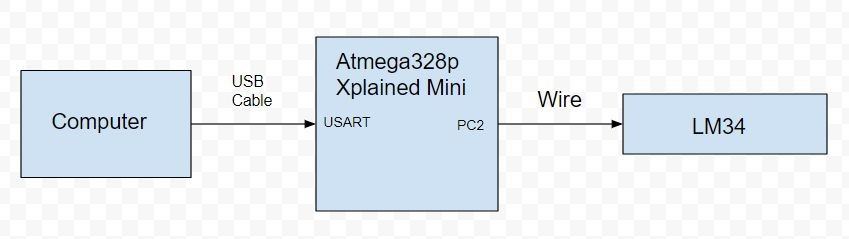 Computer
USB
Cable
Atmega328p
Xplained Mini
USART
PC2
Wire
LM34